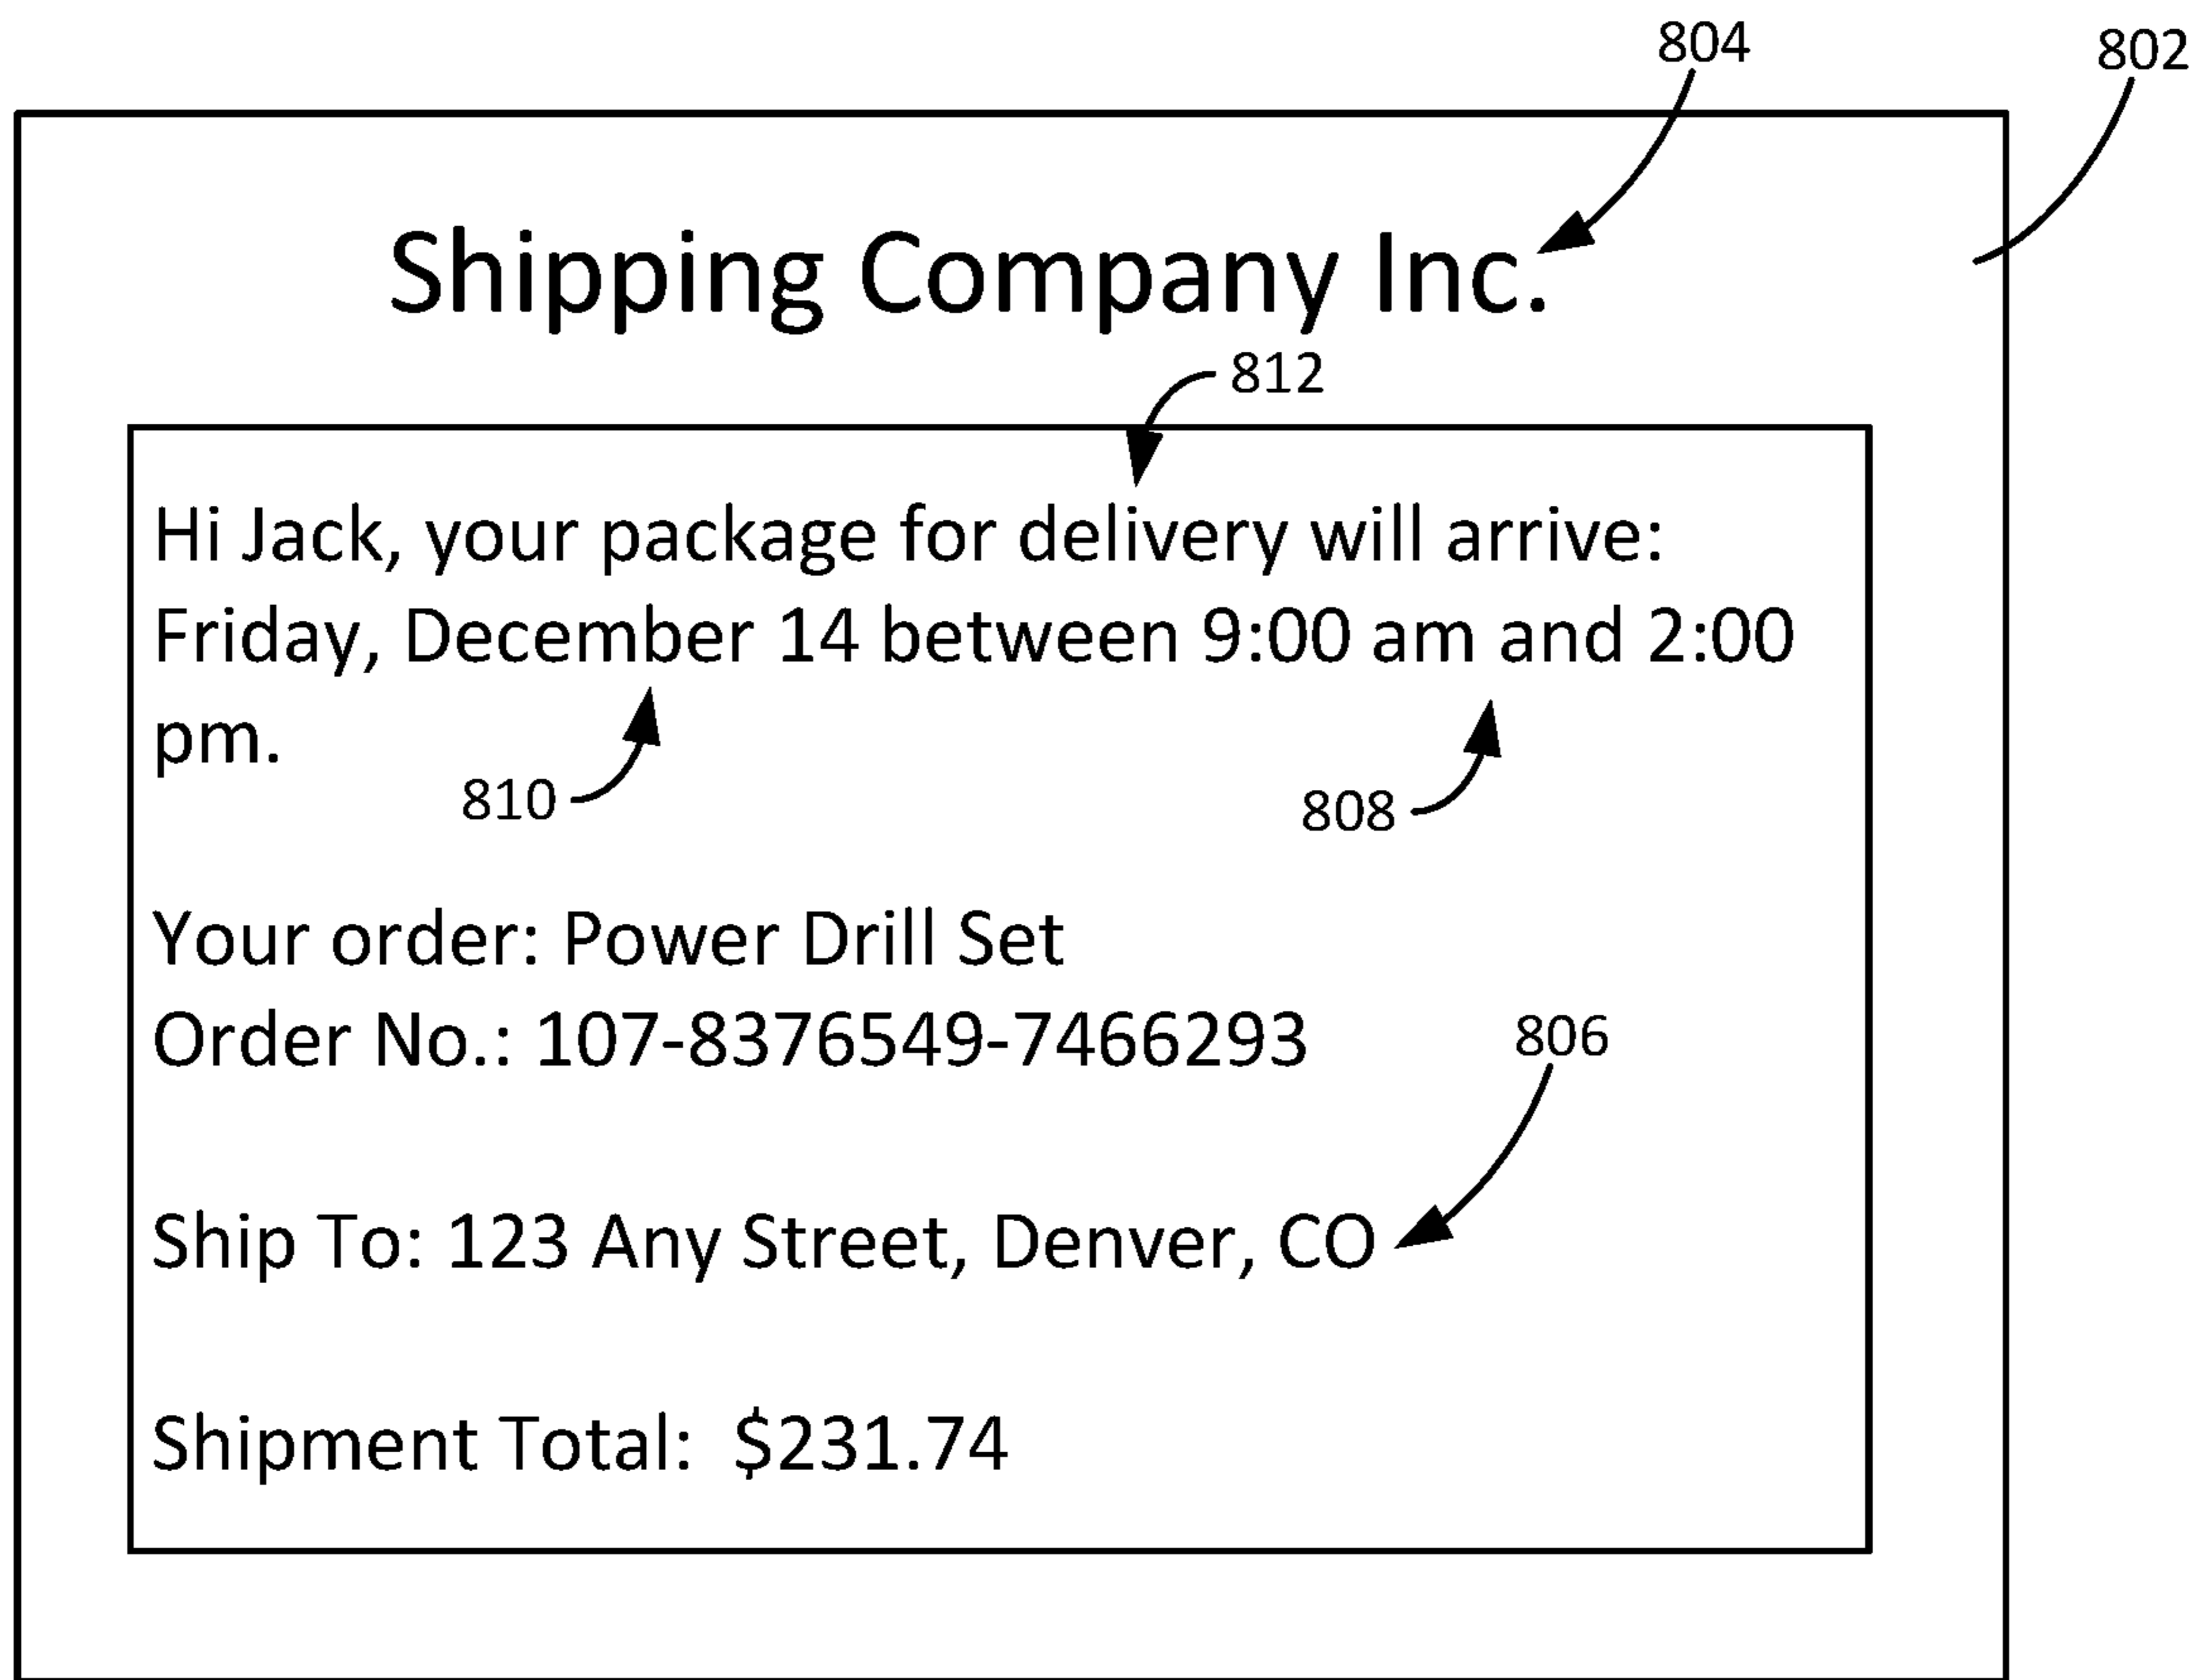 804
802
Shipping Company Inc.
812
Hi Jack, your package for delivery will arrive:
Friday, December 14 between 9:00 am and 2:00
pm.
810
808
Your order: Power Drill Set
Order No.: 107-8376549-7466293
806
Ship To: 123 Any Street, Denver, CO
Shipment Total:  $231.74